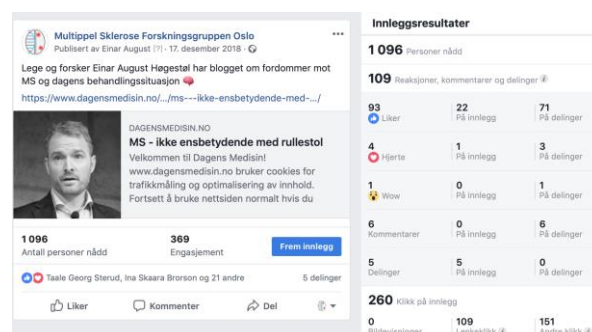 Multippel Sklerose Forskningsgruppen Oslo
Publisert av Einar August [?] · 17. desember 2018 ·
Lege og forsker Einar August Høgestøl har blogget om fordommer mot
MS og dagens behandlingssituasjon
https://www.dagensmedisin.no/.../ms---ikke-ensbetydende-med-.../
DAGENSMEDISIN.NO
MS - ikke ensbetydende med rullestol
Velkommen til Dagens Medisin!
www.dagensmedisin.no bruker cookies for
trafikkmåling og optimalisering av innhold.
Fortsett å bruke nettsiden normalt hvis du
1 096
369
Antall personer nådd
Engasjement
Frem innlegg
Taale Georg Sterud, Ina Skaara Brorson og 21 andre
5 delinger
Liker
Kommenter
Del
Innleggsresultater
1 096 Personer nådd
109 Reaksjoner, kommentarer og delinger
93
22
71
Liker
På innlegg
På delinger
4
1
3
Hjerte
På innlegg
På delinger
1
0
1
Wow
På innlegg
På delinger
6
0
6
Kommentarer
På innlegg
På delinger
5
5
0
Delinger
På innlegg
På delinger
260 Klikk på innlegg
0
109
151
Bildevisninger
Lenkeklikk
Andre klikk